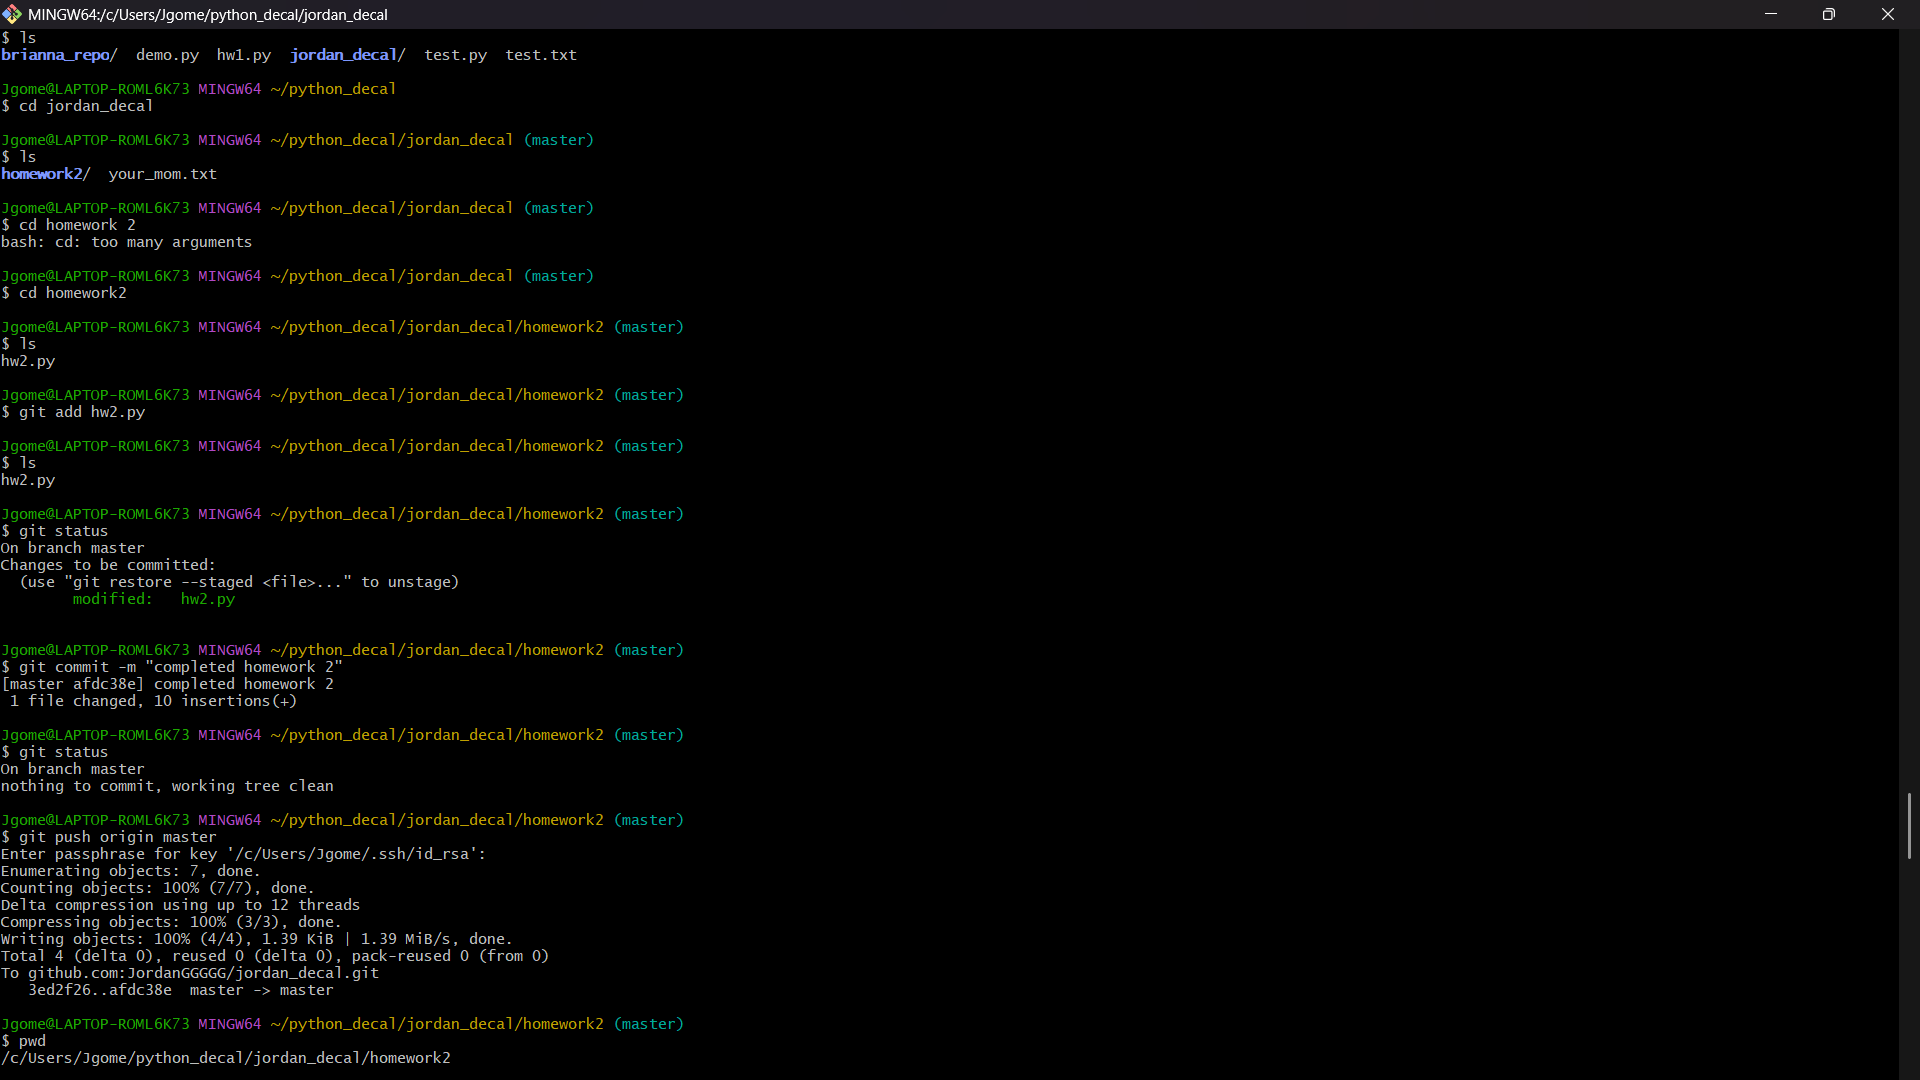 MINGW64:/c/Users/Jgome/python_decal/jordan_decal
$ ls
brianna_repo/  demo.py  hw1.py  jordan_decal/  test.py  test.txt
Jgome@LAPTOP-ROML6K73 MINGW64 ~/python_decal
$ cd jordan_decal
Jgome@LAPTOP-ROML6K73 MINGW64 ~/python_decal/jordan_decal (master)
$ ls
homework2/  your_mom.txt
Jgome@LAPTOP-ROML6K73 MINGW64 ~/python_decal/jordan_decal (master)
$ cd homework 2
bash: cd: too many arguments
Jgome@LAPTOP-ROML6K73 MINGW64 ~/python_decal/jordan_decal (master)
$ cd homework2
Jgome@LAPTOP-ROML6K73 MINGW64 ~/python_decal/jordan_decal/homework2 (master)
$ ls
hw2.py
Jgome@LAPTOP-ROML6K73 MINGW64 ~/python_decal/jordan_decal/homework2 (master)
$ git add hw2.py
Jgome@LAPTOP-ROML6K73 MINGW64 ~/python_decal/jordan_decal/homework2 (master)
$ ls
hw2.py
Jgome@LAPTOP-ROML6K73 MINGW64 ~/python_decal/jordan_decal/homework2 (master)
$ git status
On branch master
Changes to be committed:
  (use "git restore --staged <file>..." to unstage)
        modified:   hw2.py
Jgome@LAPTOP-ROML6K73 MINGW64 ~/python_decal/jordan_decal/homework2 (master)
$ git commit -m "completed homework 2"
[master afdc38e] completed homework 2
 1 file changed, 10 insertions(+)
Jgome@LAPTOP-ROML6K73 MINGW64 ~/python_decal/jordan_decal/homework2 (master)
$ git status
On branch master
nothing to commit, working tree clean
Jgome@LAPTOP-ROML6K73 MINGW64 ~/python_decal/jordan_decal/homework2 (master)
$ git push origin master
Enter passphrase for key '/c/Users/Jgome/.ssh/id_rsa':
Enumerating objects: 7, done.
Counting objects: 100% (7/7), done.
Delta compression using up to 12 threads
Compressing objects: 100% (3/3), done.
Writing objects: 100% (4/4), 1.39 KiB | 1.39 MiB/s, done.
Total 4 (delta 0), reused 0 (delta 0), pack-reused 0 (from 0)
To github.com:JordanGGGGG/jordan_decal.git
   3ed2f26..afdc38e  master -> master
Jgome@LAPTOP-ROML6K73 MINGW64 ~/python_decal/jordan_decal/homework2 (master)
$ pwd
/c/Users/Jgome/python_decal/jordan_decal/homework2